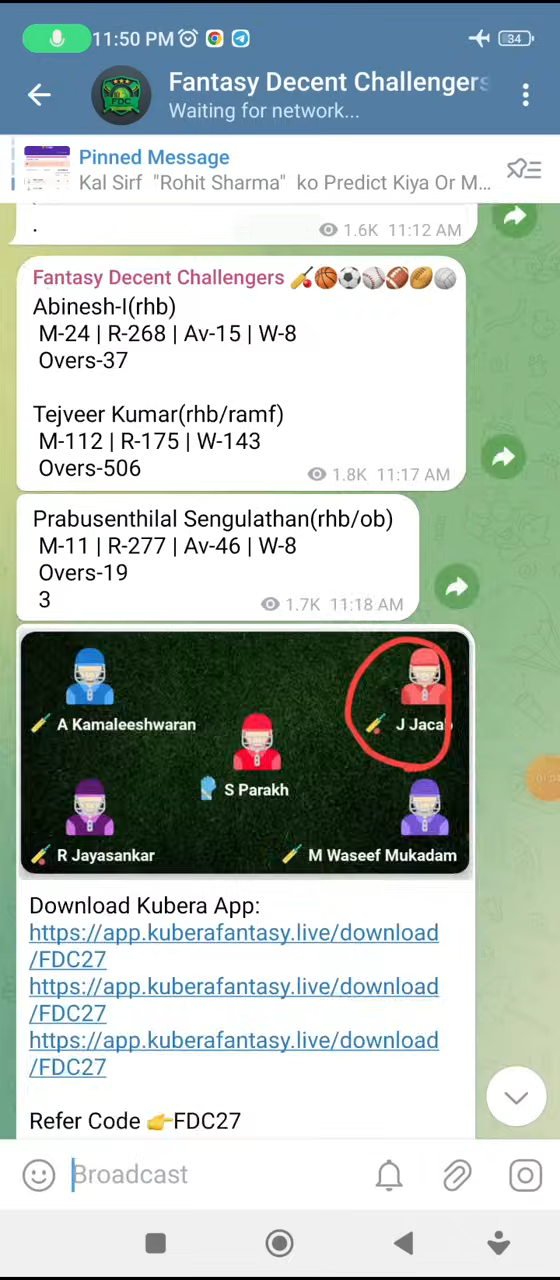 11:50 PM
34
Fantasy Decent Challengers
Waiting for network...
Pinned Message
Kal Sirf "Rohit Sharma" ko Predict Kiya Or M...
.
1.6K 11:12 AM
Fantasy Decent Challengers 🏏🏀⚽⚾🏈🏉🏐
Abinesh-I(rhb)
M-24 | R-268 | Av-15 | W-8
Overs-37
Tejveer Kumar(rhb/ramf)
M-112 | R-175 | W-143
Overs-506
1.8K 11:17 AM
Prabusenthilal Sengulathan(rhb/ob)
M-11 | R-277 | Av-46 | W-8
Overs-19
3
1.7K 11:18 AM
A Kamaleeshwaran
J Jaca
S Parakh
R Jayasankar
M Waseef Mukadam
Download Kubera App:
https://app.kuberafantasy.live/download
/FDC27
https://app.kuberafantasy.live/download
/FDC27
https://app.kuberafantasy.live/download
/FDC27
Refer Code 👉FDC27
Broadcast